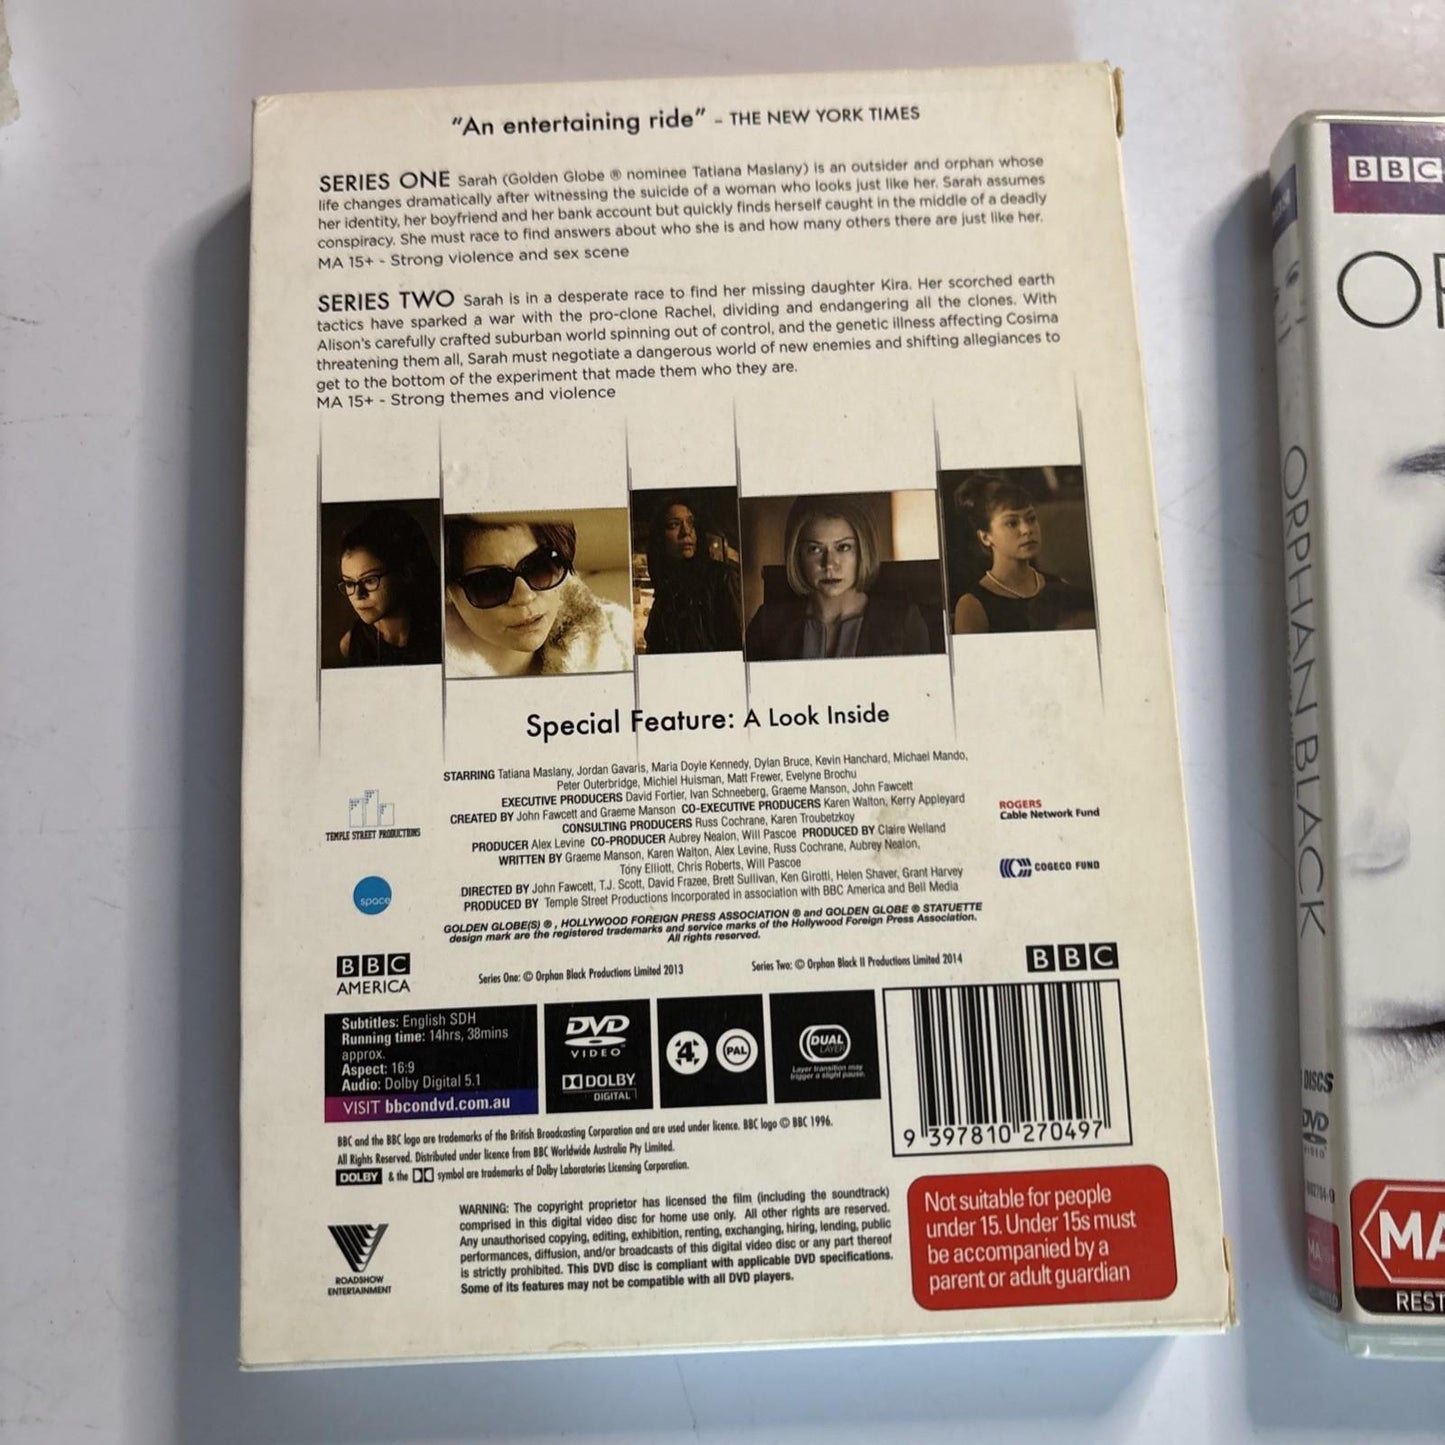 "An entertaining ride" – THE NEW YORK TIMES
SERIES ONE Sarah (Golden Globe ® nominee Tatiana Maslany) is an outsider and orphan whose
life changes dramatically after witnessing the suicide of a woman who looks just like her. Sarah assumes
her identity, her boyfriend and her bank account but quickly finds herself caught in the middle of a deadly
conspiracy. She must race to find answers about who she is and how many others there are just like her.
MA 15+ - Strong violence and sex scene
SERIES TWO Sarah is in a desperate race to find her missing daughter Kira. Her scorched earth
tactics have sparked a war with the pro-clone Rachel, dividing and endangering all the clones. With
Alison's carefully crafted suburban world spinning out of control, and the genetic illness affecting Cosima
threatening them all, Sarah must negotiate a dangerous world of new enemies and shifting allegiances to
get to the bottom of the experiment that made them who they are.
MA 15+ - Strong themes and violence
Special Feature: A Look Inside
STARRING Tatiana Maslany, Jordan Gavaris, Maria Doyle Kennedy, Dylan Bruce, Kevin Hanchard, Michael Mando,
Peter Outerbridge, Michiel Huisman, Matt Frewer, Evelyne Brochu
EXECUTIVE PRODUCERS David Fortier, Ivan Schneeberg, Graeme Manson, John Fawcett
CREATED BY John Fawcett and Graeme Manson CO-EXECUTIVE PRODUCERS Karen Walton, Kerry Appleyard
CONSULTING PRODUCERS Russ Cochrane, Karen Troubetzkoy
PRODUCER Alex Levine CO-PRODUCER Aubrey Nealon, Will Pascoe PRODUCED BY Claire Welland
WRITTEN BY Graeme Manson, Karen Walton, Alex Levine, Russ Cochrane, Aubrey Nealon,
Tony Elliott, Chris Roberts, Will Pascoe
DIRECTED BY John Fawcett, T.J. Scott, David Frazee, Brett Sullivan, Ken Girotti, Helen Shaver, Grant Harvey
PRODUCED BY Temple Street Productions Incorporated in association with BBC America and Bell Media
GOLDEN GLOBE(S) ®, HOLLYWOOD FOREIGN PRESS ASSOCIATION ® and GOLDEN GLOBE ® STATUETTE
design mark are the registered trademarks and service marks of the Hollywood Foreign Press Association.
All rights reserved.
TEMPLE STREET PRODUCTIONS
space
ROGERS
Cable Network Fund
COGECO FUND
BBC
AMERICA
Series One: © Orphan Black Productions Limited 2013
Series Two: © Orphan Black II Productions Limited 2014
BBC
Subtitles: English SDH
Running time: 14hrs, 38mins
approx.
Aspect: 16:9
Audio: Dolby Digital 5.1
VISIT bbcondvd.com.au
DVD
VIDEO
DOLBY
DIGITAL
4
PAL
DUAL
LAYER
Layer transition may
trigger a slight pause.
9 397810 270497
BBC and the BBC logo are trademarks of the British Broadcasting Corporation and are used under licence. BBC logo © BBC 1996.
All Rights Reserved. Distributed under licence from BBC Worldwide Australia Pty Limited.
DOLBY & the symbol are trademarks of Dolby Laboratories Licensing Corporation.
ROADSHOW
ENTERTAINMENT
WARNING: The copyright proprietor has licensed the film (including the soundtrack)
comprised in this digital video disc for home use only. All other rights are reserved.
Any unauthorised copying, editing, exhibition, renting, exchanging, hiring, lending, public
performances, diffusion, and/or broadcasts of this digital video disc or any part thereof
is strictly prohibited. This DVD disc is compliant with applicable DVD specifications.
Some of its features may not be compatible with all DVD players.
Not suitable for people
under 15. Under 15s must
be accompanied by a
parent or adult guardian
ORPHAN BLACK
DISCS
DVD
VIDEO
BBC
MA
REST